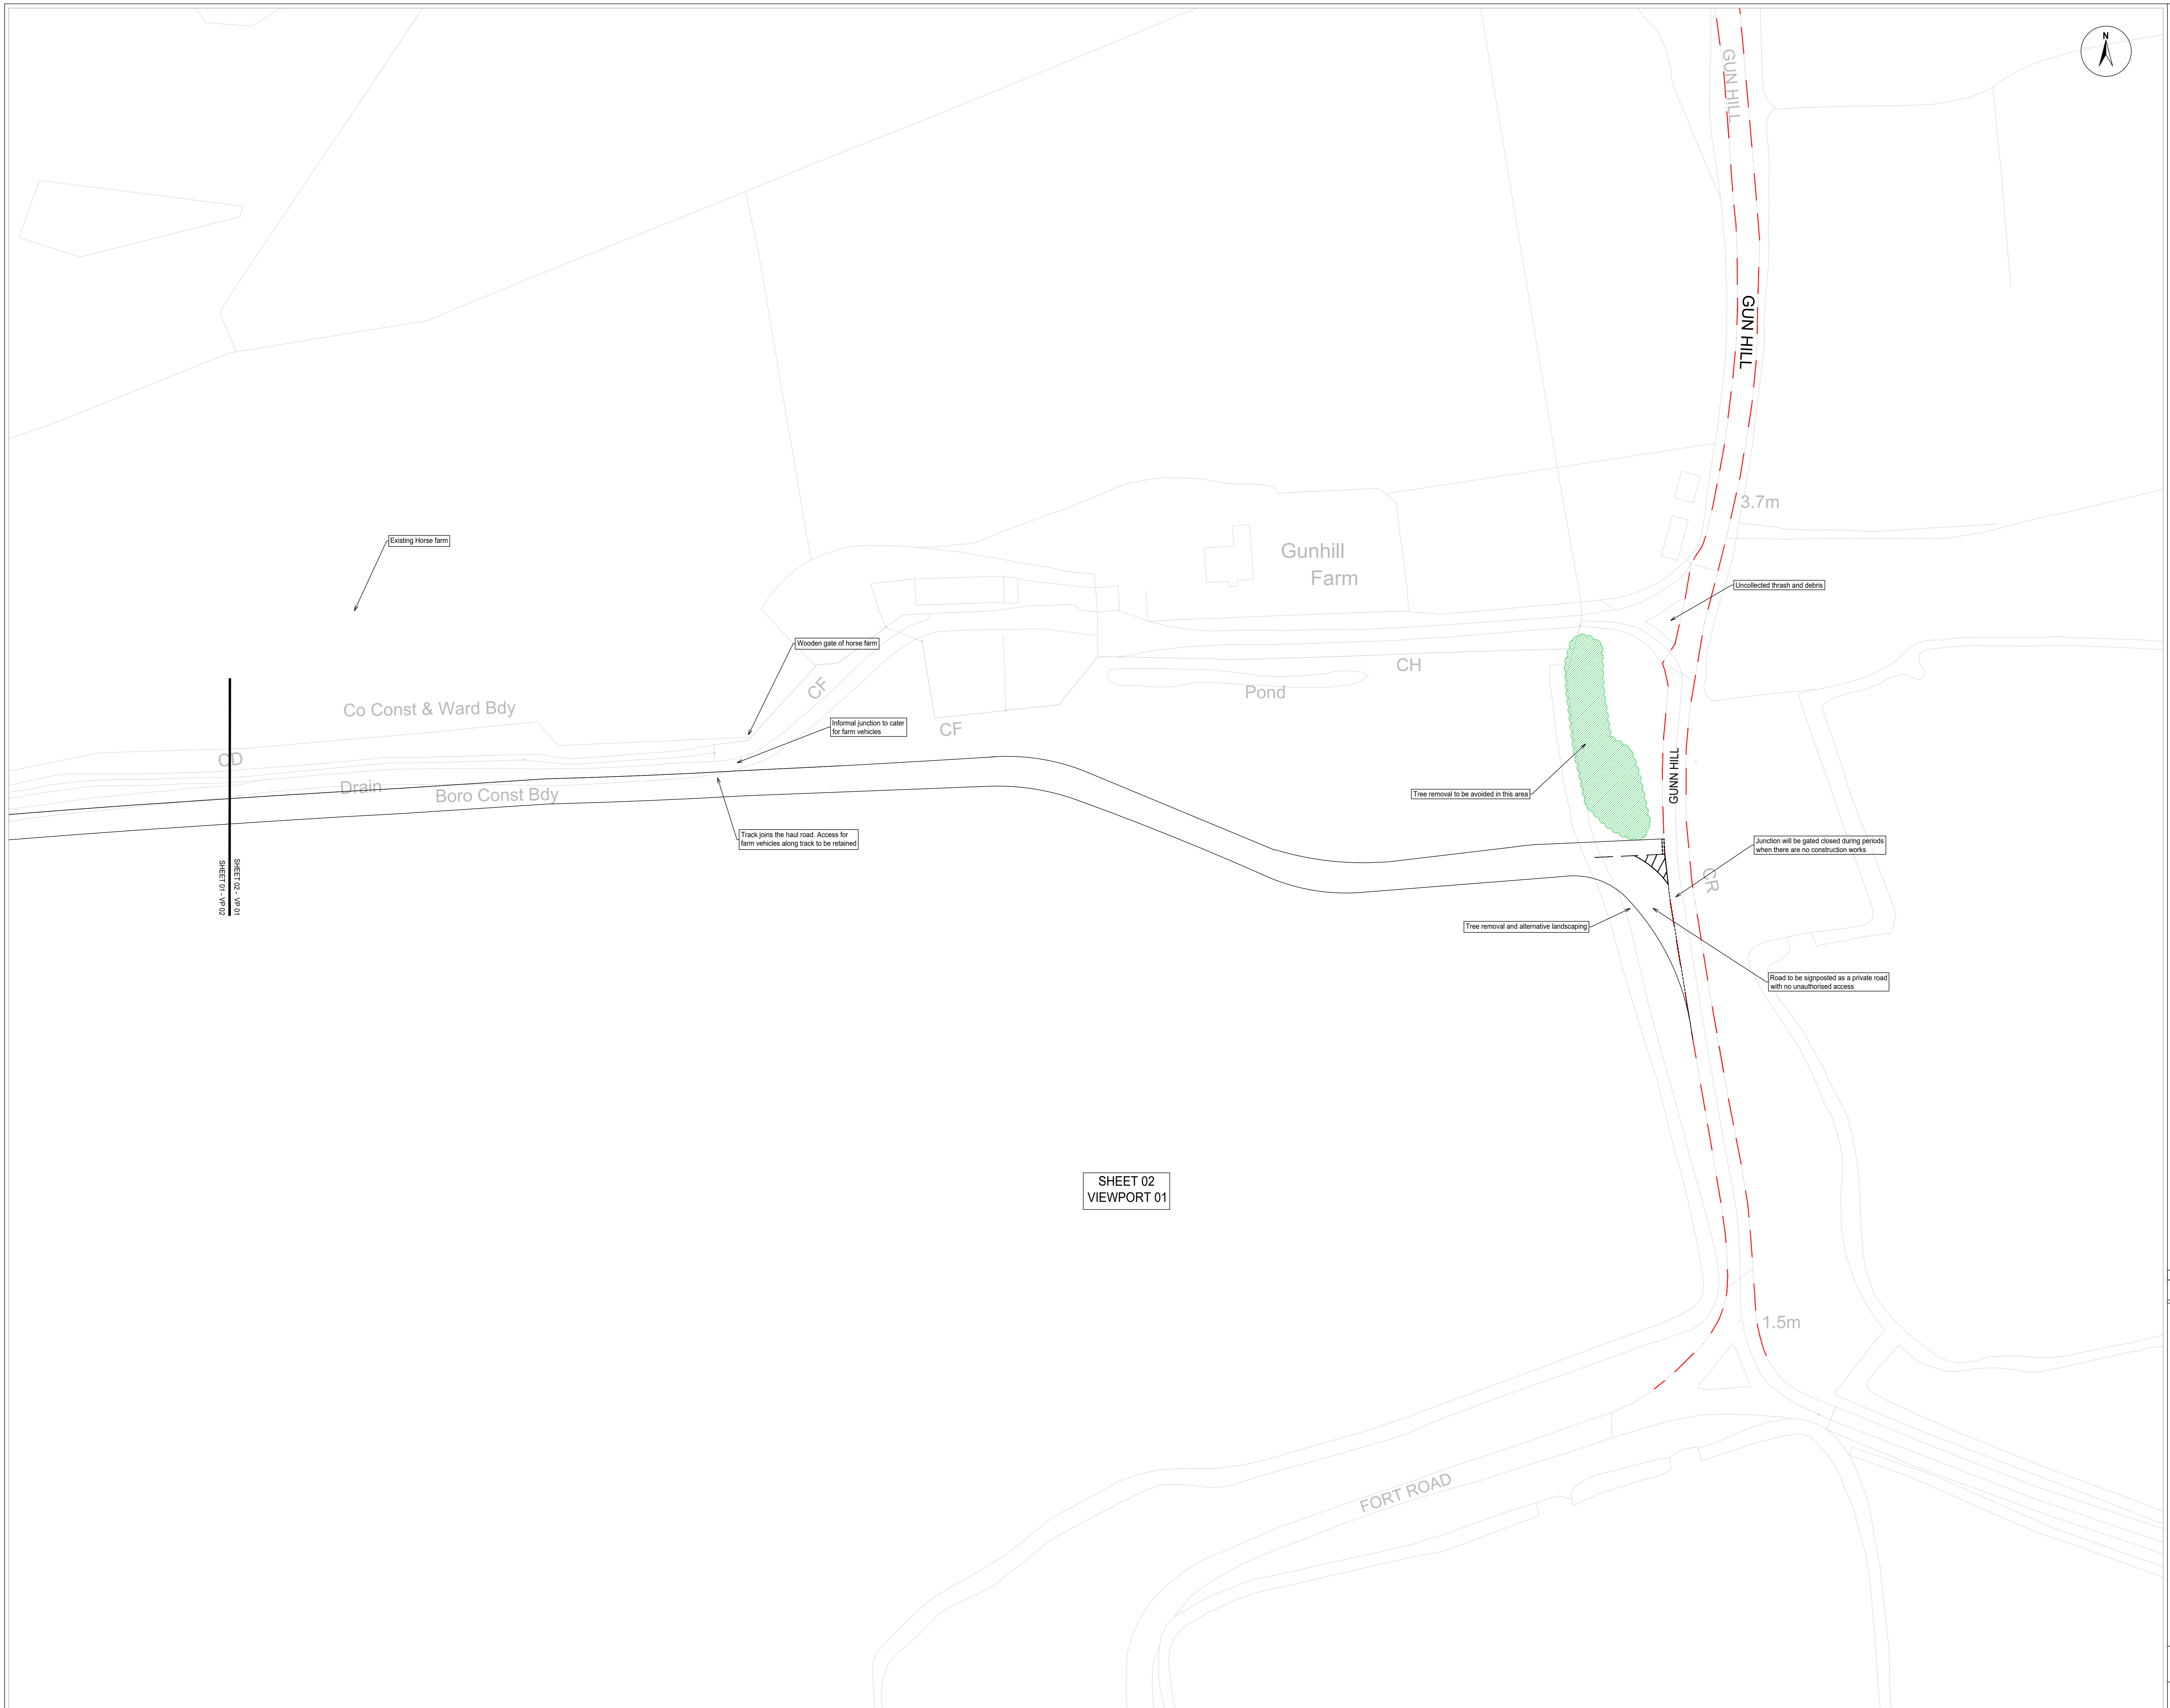 N
GUN HILL
GUN HILL
3.7m
Existing Horse farm
Gunhill
Farm
Uncollected thrash and debris
Wooden gate of horse farm
CF
CH
Pond
Co Const & Ward Bdy
Informal junction to cater
for farm vehicles
CF
CD
Drain
Boro Const Bdy
GUNN HILL
Tree removal to be avoided in this area
Track joins the haul road. Access for
farm vehicles along track to be retained
Junction will be gated closed during periods
when there are no construction works
CR
SHEET 02 - VP 01
SHEET 01 - VP 02
Tree removal and alternative landscaping
Road to be signposted as a private road
with no unauthorised access
SHEET 02
VIEWPORT 01
1.5m
FORT ROAD